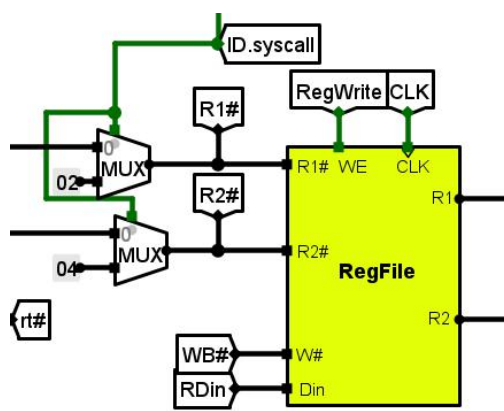 ID.syscall
RegWrite CLK
R1#
0
MUX
02
R1# WE CLK
R1
R2#
0
MUX
04
R2#
RegFile
rt#
R2
WB#
W#
RDin
Din